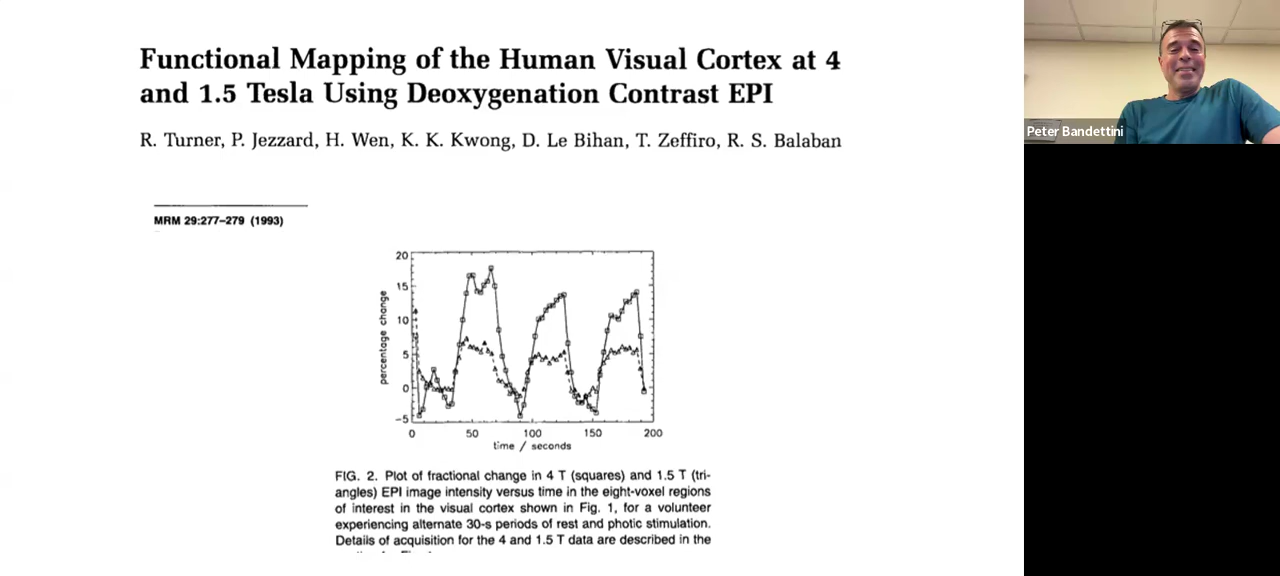 Functional Mapping of the Human Visual Cortex at 4
and 1.5 Tesla Using Deoxygenation Contrast EPI
R. Turner, P. Jezzard, H. Wen, K. K. Kwong, D. Le Bihan, T. Zeffiro, R. S. Balaban
MRM 29:277–279 (1993)
20
15
10
5
0
−5
percentage change
0 50 100 150 200
time / seconds
FIG. 2. Plot of fractional change in 4 T (squares) and 1.5 T (tri-
angles) EPI image intensity versus time in the eight-voxel regions
of interest in the visual cortex shown in Fig. 1, for a volunteer
experiencing alternate 30-s periods of rest and photic stimulation.
Details of acquisition for the 4 and 1.5 T data are described in the
Peter Bandettini